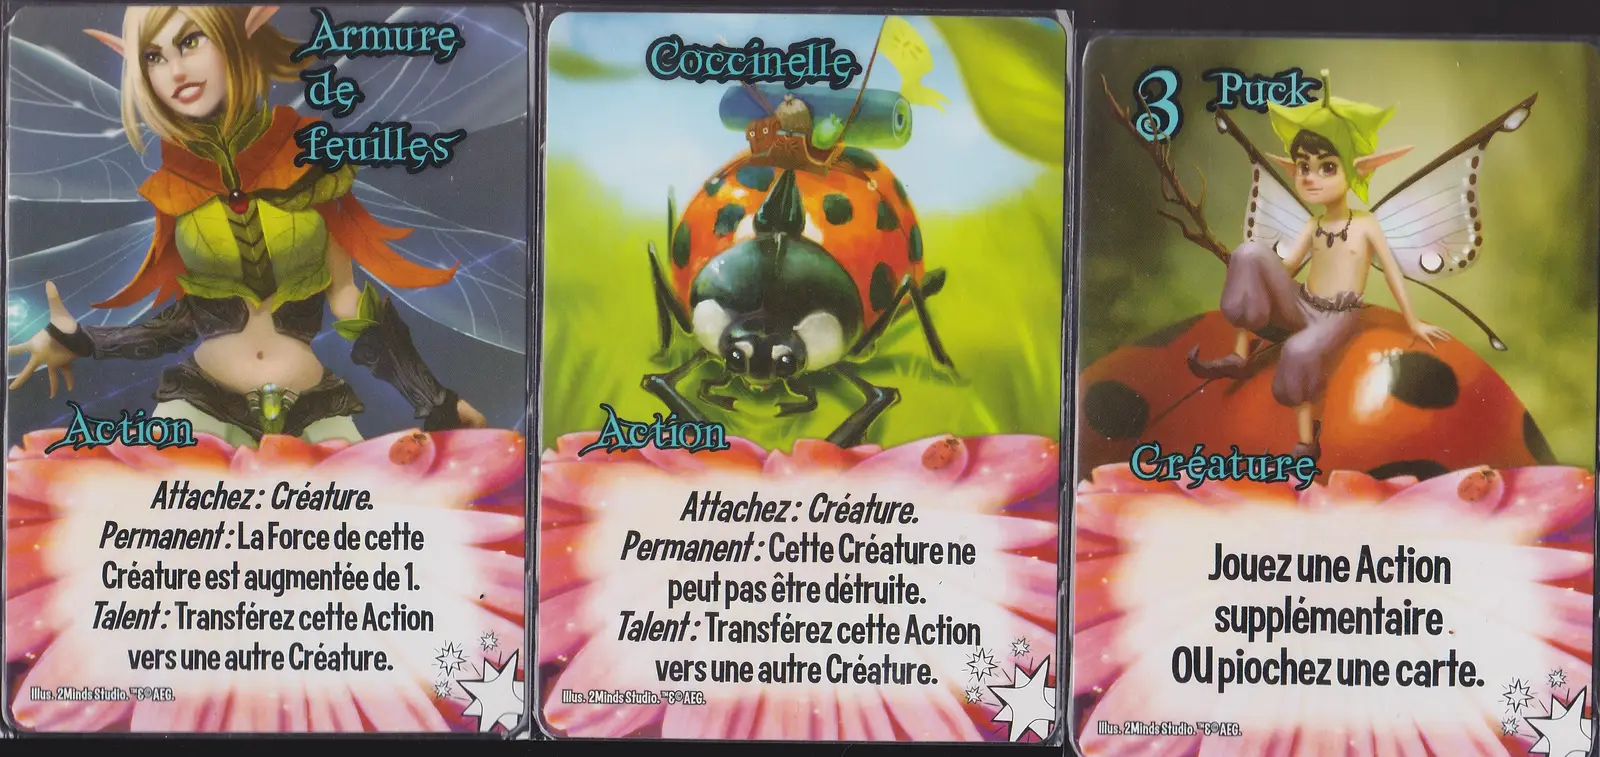 Armure
de
feuilles
Action
Attachez : Créature.
Permanent : La Force de cette
Créature est augmentée de 1.
Talent : Transférez cette Action
vers une autre Créature.
Illus. 2Minds Studio. ™&©AEG.
Coccinelle
Action
Attachez : Créature.
Permanent : Cette Créature ne
peut pas être détruite.
Talent : Transférez cette Action
vers une autre Créature.
Illus. 2Minds Studio. ™&©AEG.
3 Puck
Créature
Jouez une Action
supplémentaire
OU piochez une carte.
Illus. 2Minds Studio. ™&©AEG.